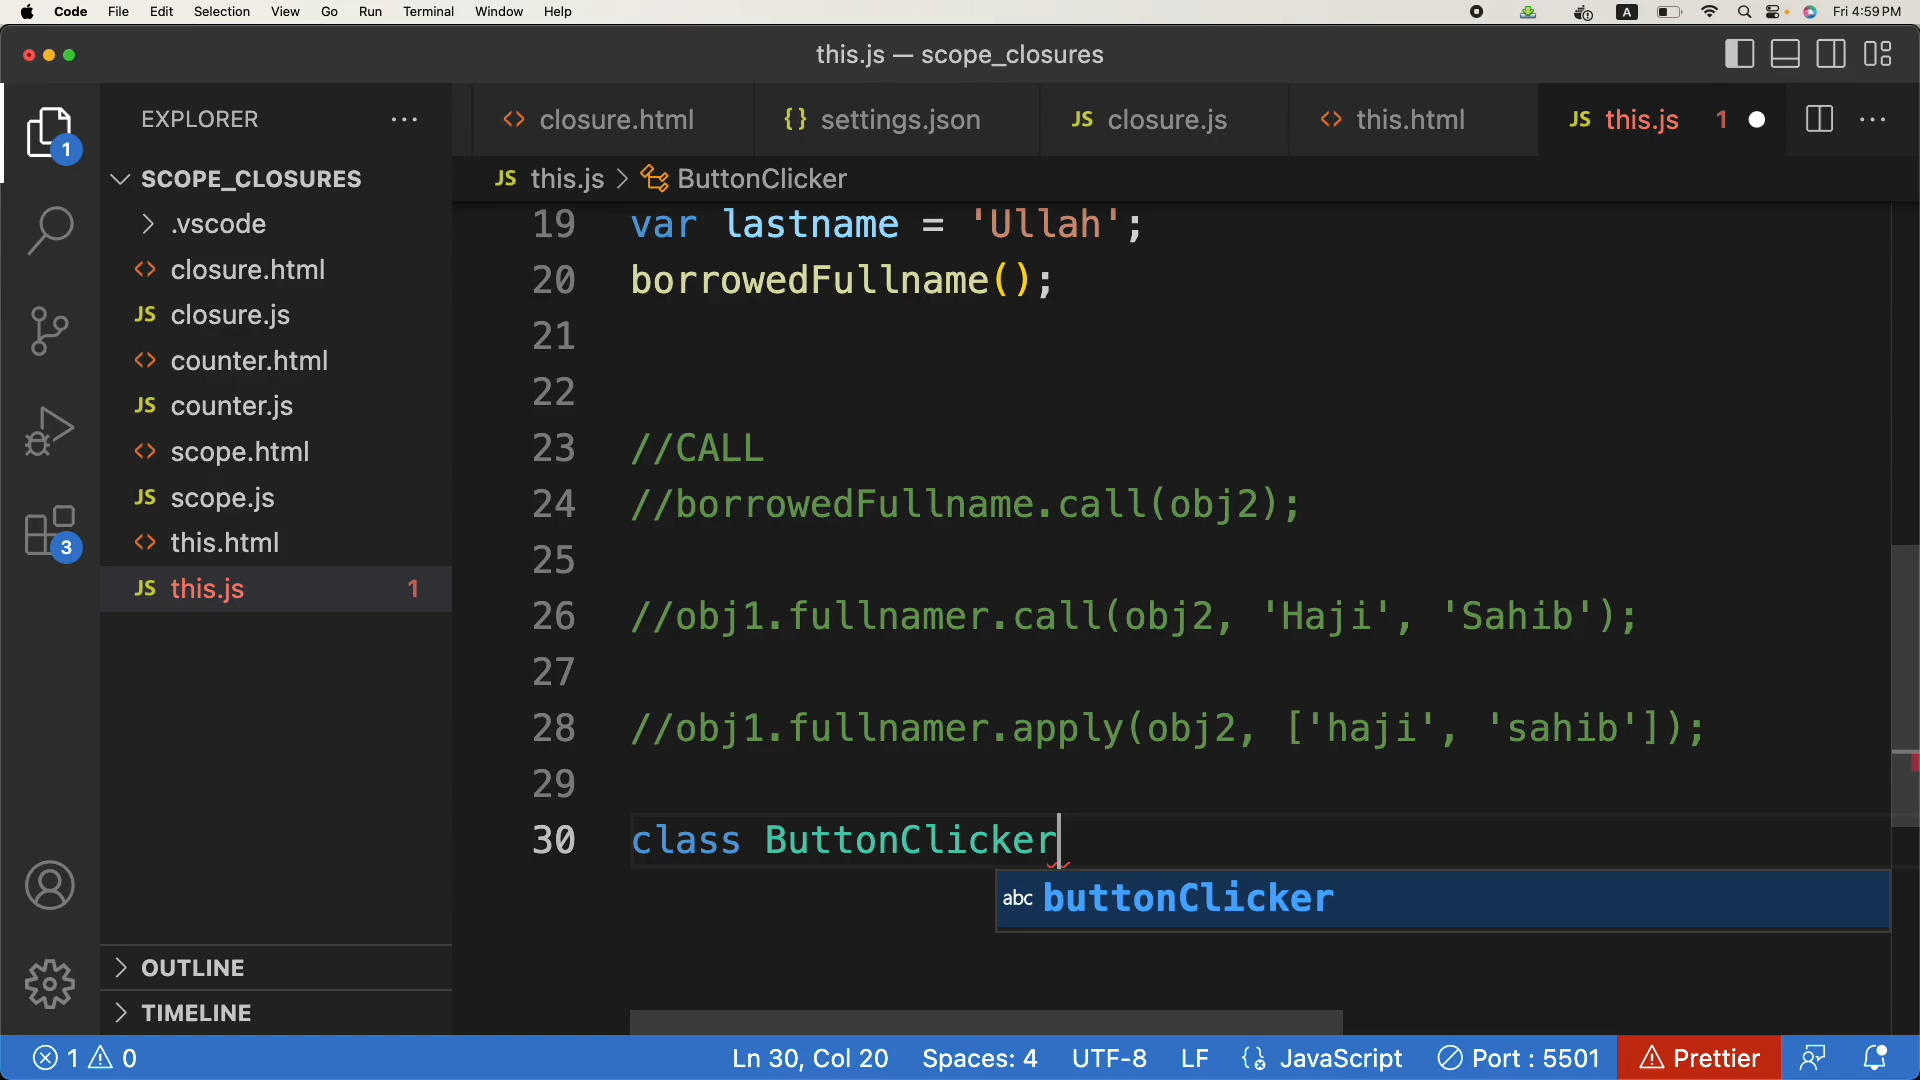 Code File Edit Selection View Go Run Terminal Window Help A Fri 4:59 PM
this.js — scope_closures
EXPLORER
closure.html settings.json closure.js this.html this.js 1
this.js > ButtonClicker
SCOPE_CLOSURES
.vscode
closure.html
closure.js
counter.html
counter.js
scope.html
scope.js
this.html
this.js 1
OUTLINE
TIMELINE
1
3
19 var lastname = 'Ullah';
20 borrowedFullname();
21
22
23 //CALL
24 //borrowedFullname.call(obj2);
25
26 //obj1.fullnamer.call(obj2, 'Haji', 'Sahib');
27
28 //obj1.fullnamer.apply(obj2, ['haji', 'sahib']);
29
30 class ButtonClicker
abc buttonClicker
1 0 Ln 30, Col 20 Spaces: 4 UTF-8 LF JavaScript Port : 5501 Prettier